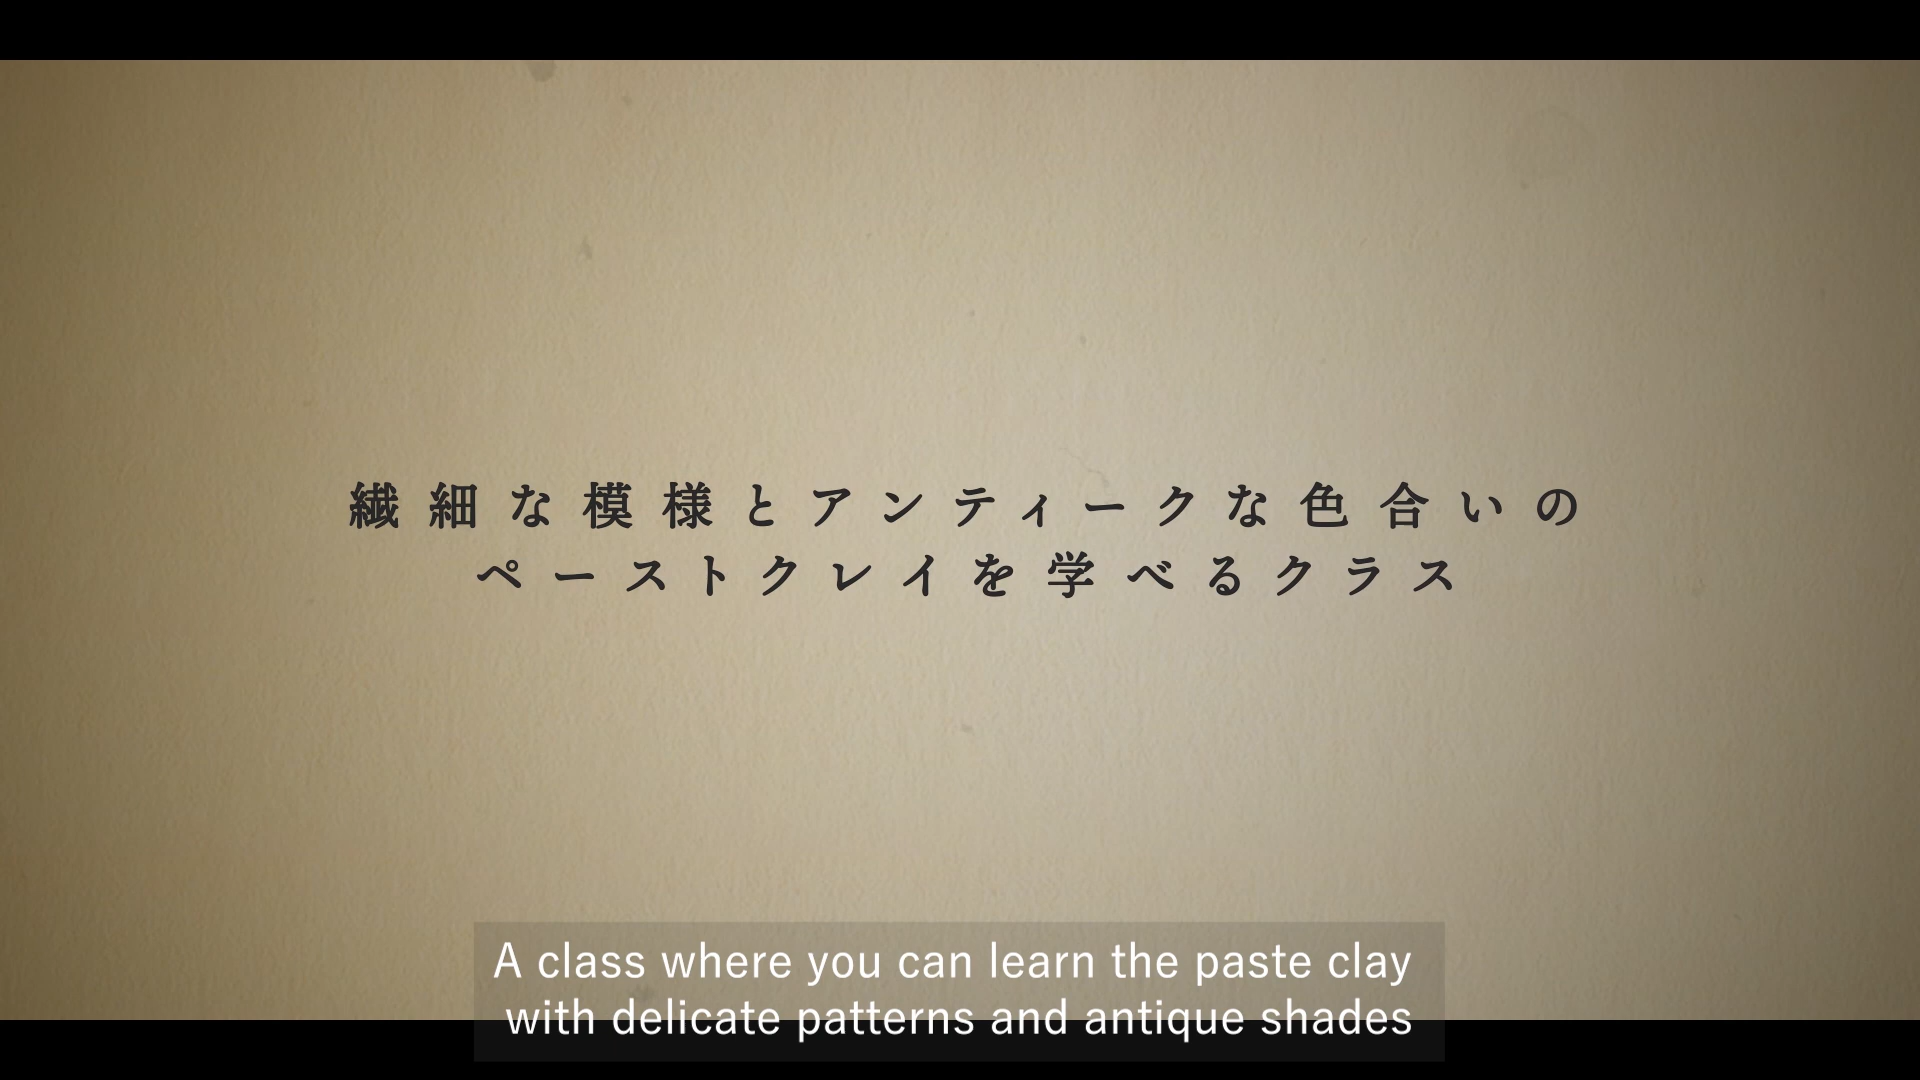 繊細な模様とアンティークな色合いの
ペーストクレイを学べるクラス
A class where you can learn the paste clay
with delicate patterns and antique shades